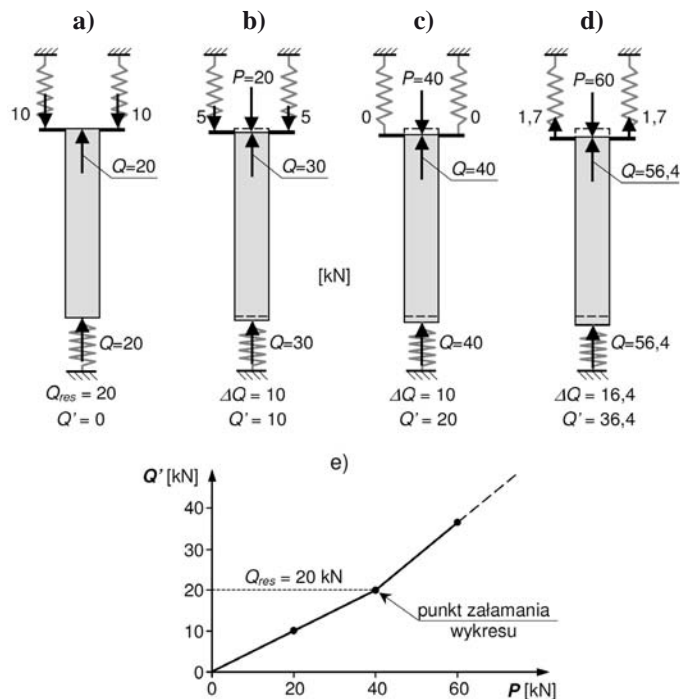 a)
b)
c)
d)
10
10
P=20
5
5
P=40
0
0
P=60
1,7
1,7
Q=20
Q=30
Q=40
Q=56,4
[kN]
Q=20
Q=30
Q=40
Q=56,4
Qres = 20
ΔQ = 10
ΔQ = 10
ΔQ = 16,4
Q' = 0
Q' = 10
Q' = 20
Q' = 36,4
e)
Q' [kN]
40
30
20
10
0
Qres = 20 kN
punkt załamania
wykresu
0
20
40
60
P [kN]